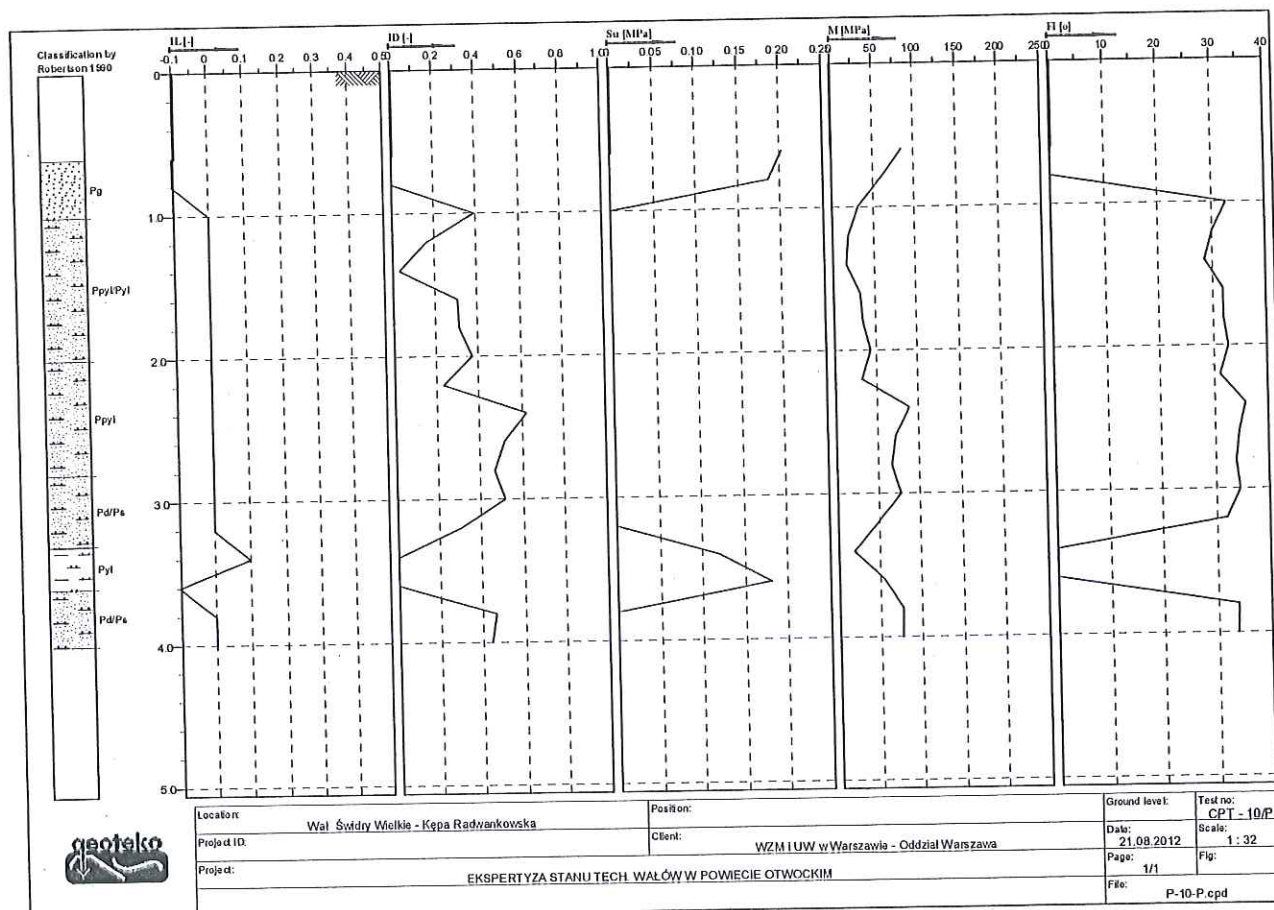 Classification by
Robertson 1990
IL [-]
-0.1 0 0.1 0.2 0.3 0.4 0.5
ID [-]
0 0.2 0.4 0.6 0.8 1.0
Su [MPa]
0 0.05 0.10 0.15 0.20 0.25
M [MPa]
0 50 100 150 200 250
FI [o]
0 10 20 30 40
0
1.0
2.0
3.0
4.0
5.0
Pg
Ppyl/Pyl
Ppyl
Pd/Ps
Pyl
Pd/Ps
geoteko
Location:
Wał Świdry Wielkie - Kępa Radwankowska
Position:
Ground level:
Test no:
CPT - 10/P
Project ID:
Client:
WZM I UW w Warszawie - Oddział Warszawa
Date:
21.08.2012
Scale:
1 : 32
Project:
EKSPERTYZA STANU TECH. WAŁÓW W POWIECIE OTWOCKIM
Page:
1/1
Fig:
File:
P-10-P.cpd